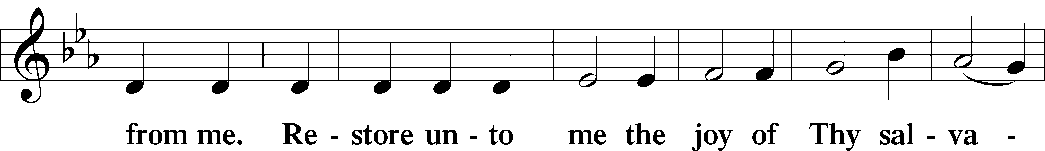 from me. Re - store un - to me the joy of Thy sal - va -